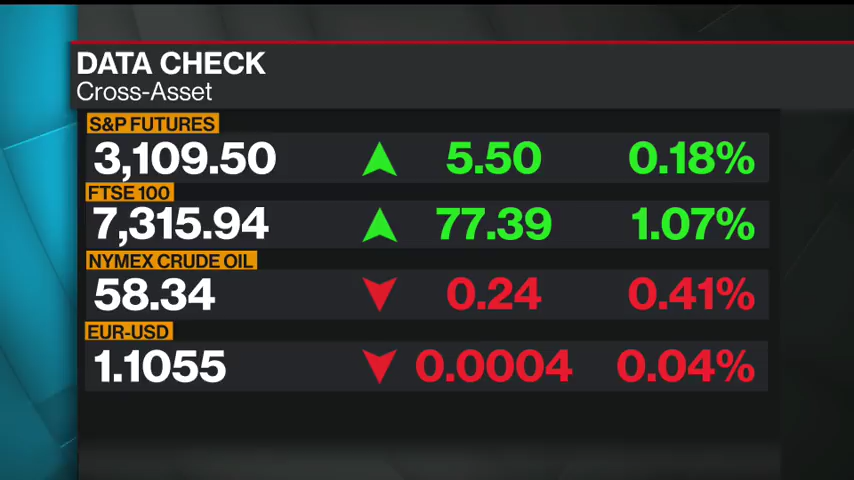 DATA CHECK
Cross-Asset
S&P FUTURES
3,109.50 5.50 0.18%
FTSE 100
7,315.94 77.39 1.07%
NYMEX CRUDE OIL
58.34 0.24 0.41%
EUR-USD
1.1055 0.0004 0.04%